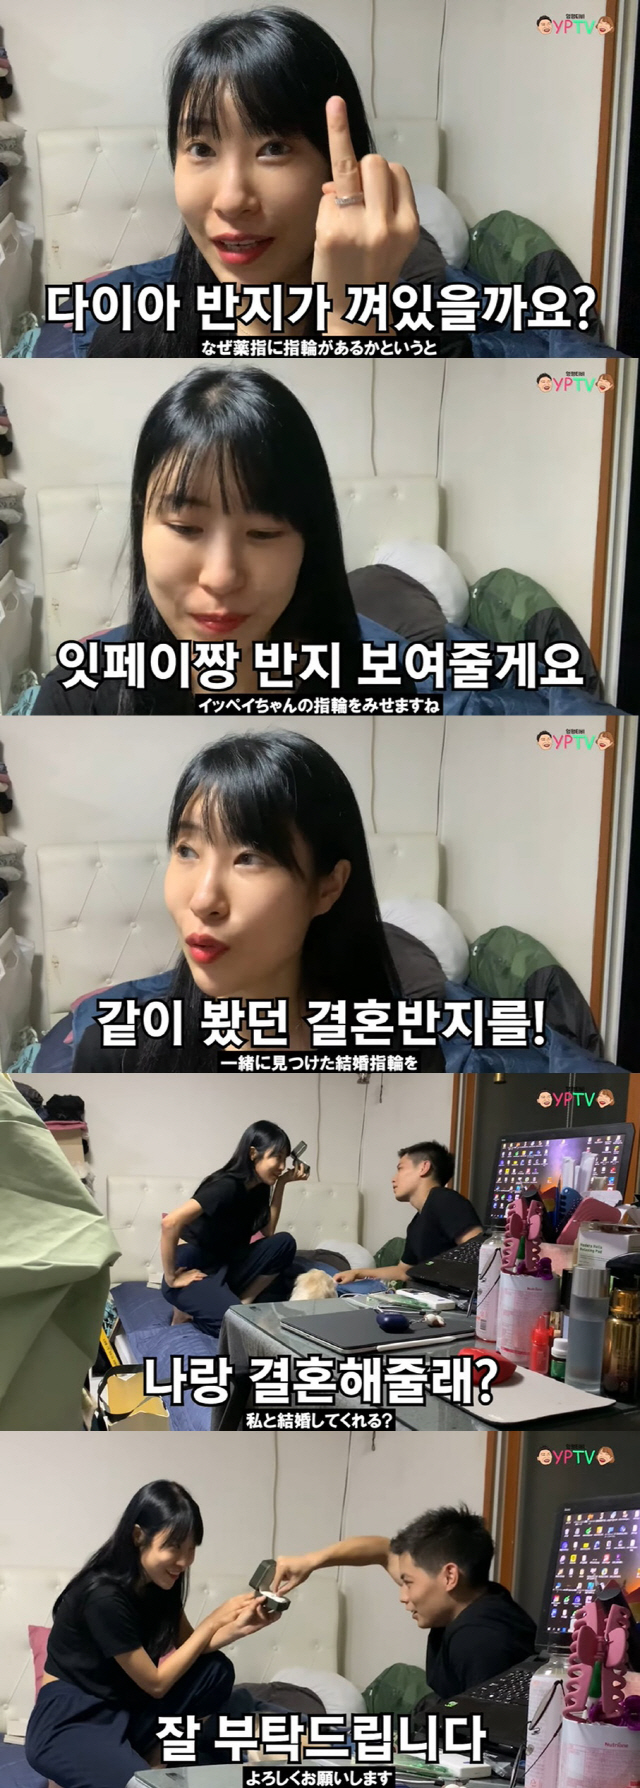 YPTV
다이아 반지가 껴있을까요?
なぜ薬指に指輪があるかというと
YPTV
잇페이짱 반지 보여줄게요
イッペイちゃんの指輪をみせますね
YPTV
같이 봤던 결혼반지를!
一緒に見つけた結婚指輪を
YPTV
나랑 결혼해줄래?
私と結婚してくれる?
YPTV
잘 부탁드립니다
よろしくお願いします